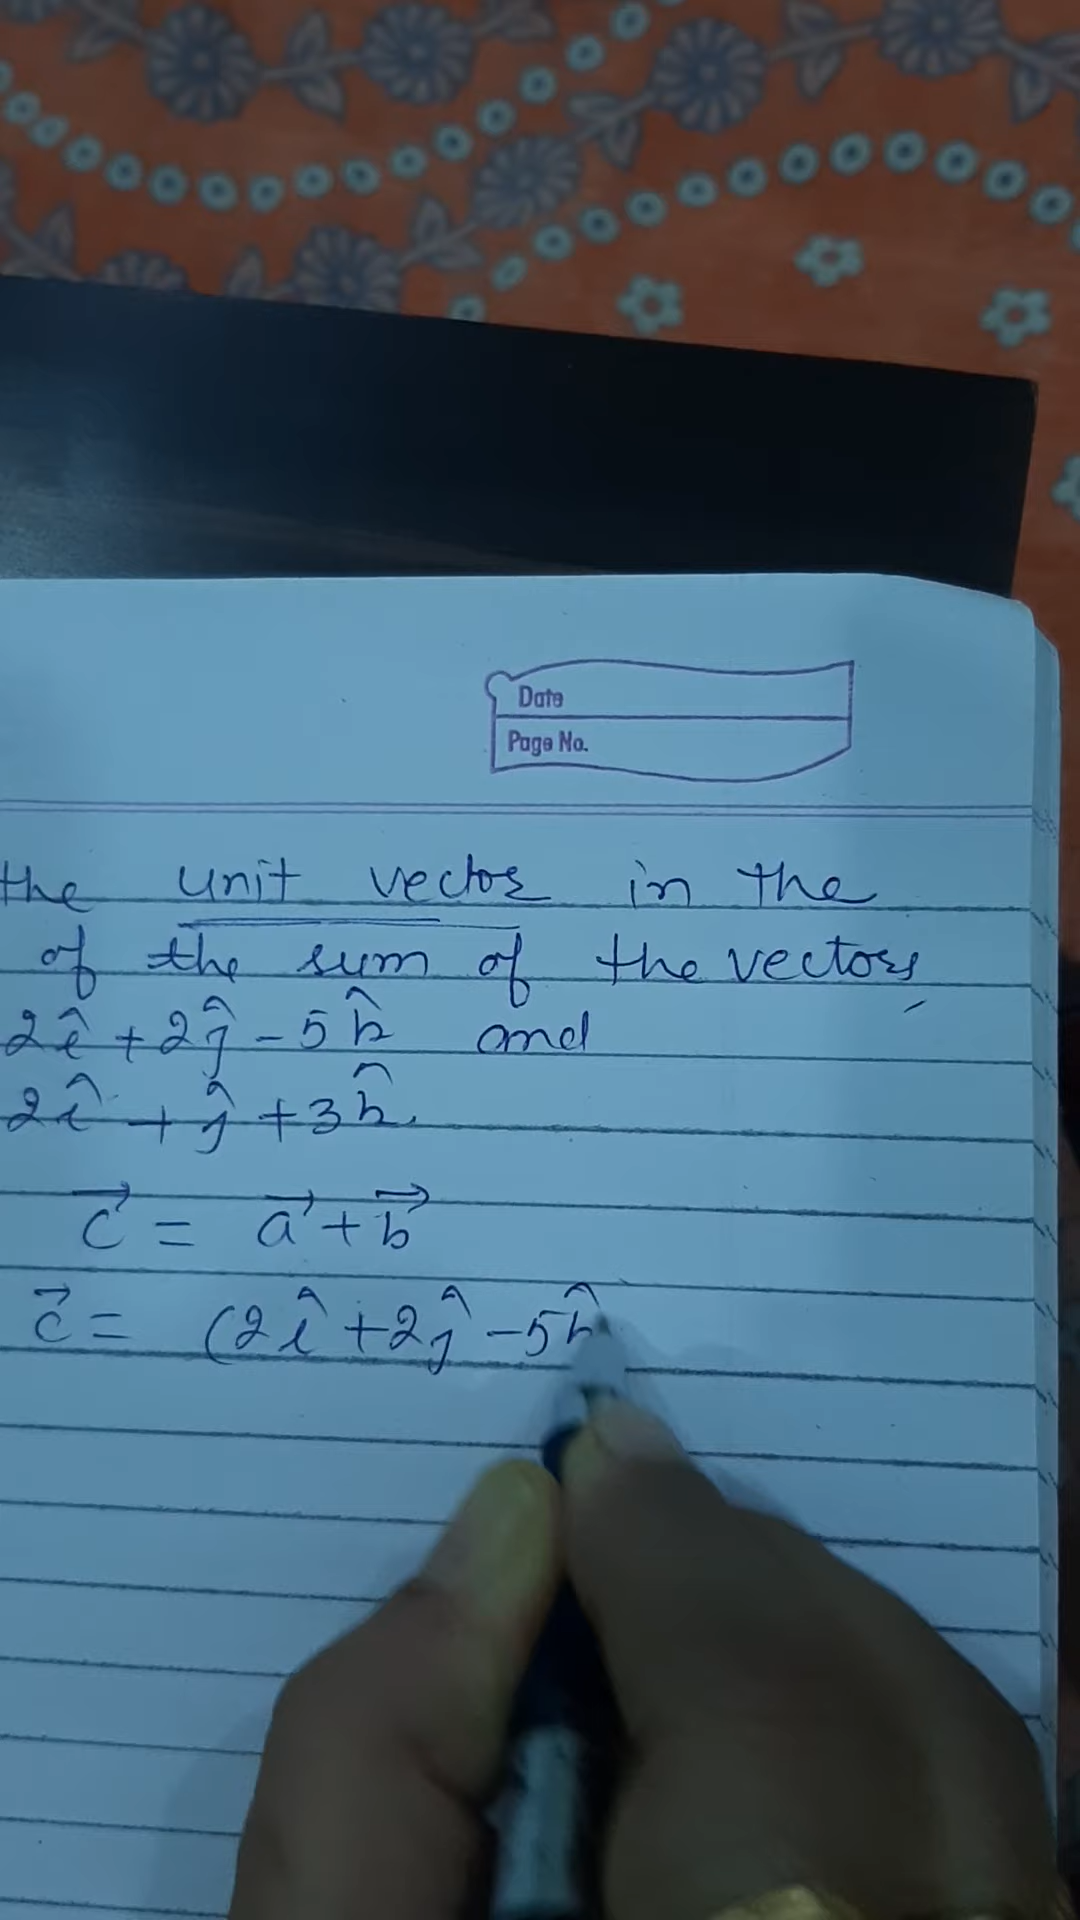 Date
Page No.
the unit vector in the
of the sum of the vectors,
2î + 2ĵ - 5k̂ and
2î + ĵ + 3k̂.
c⃗ = a⃗ + b⃗
c⃗ = (2î + 2ĵ - 5k̂